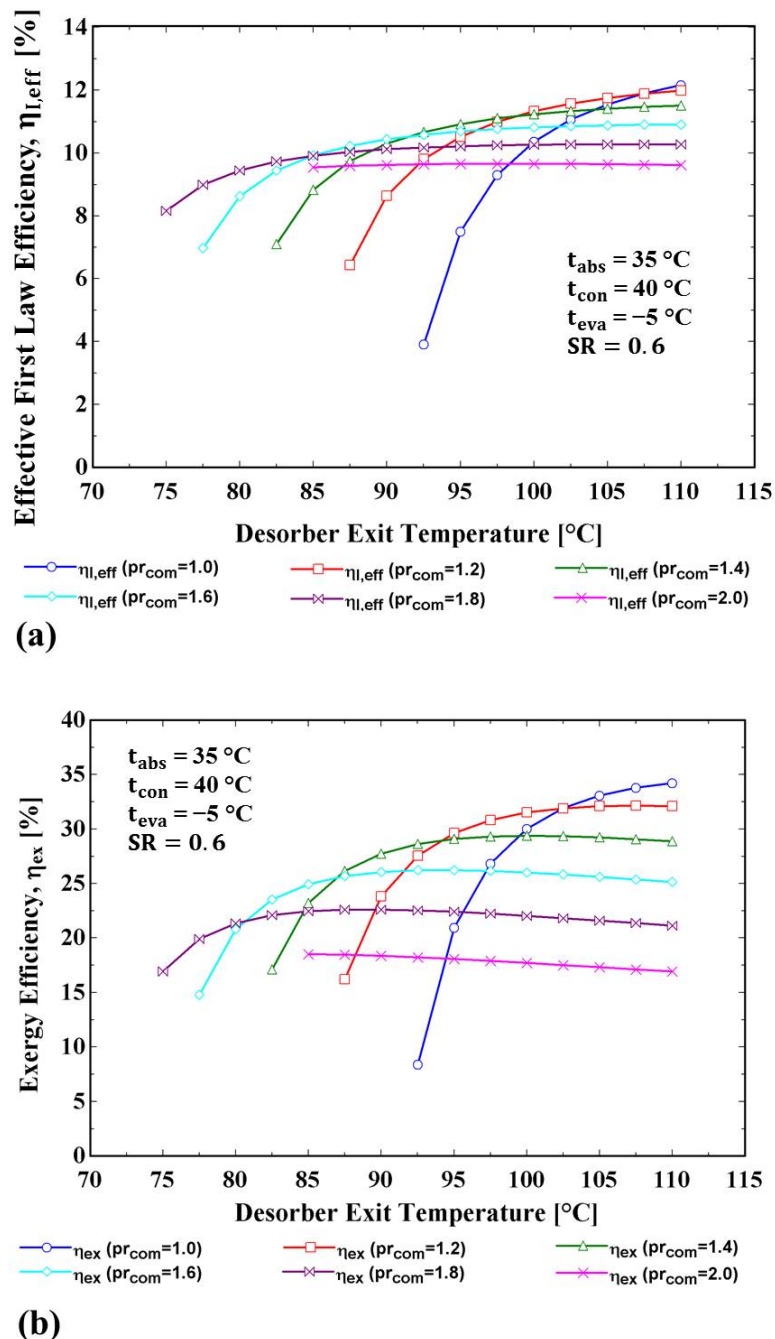 14
12
10
8
6
4
2
0
Effective First Law Efficiency, ηI,eff [%]
tabs = 35 °C
tcon = 40 °C
teva = −5 °C
SR = 0.6
70 75 80 85 90 95 100 105 110 115
Desorber Exit Temperature [°C]
ηI,eff (prcom=1.0) ηI,eff (prcom=1.2) ηI,eff (prcom=1.4)
ηI,eff (prcom=1.6) ηI,eff (prcom=1.8) ηI,eff (prcom=2.0)
(a)
40
35
30
25
20
15
10
5
0
Exergy Efficiency, ηex [%]
tabs = 35 °C
tcon = 40 °C
teva = −5 °C
SR = 0.6
70 75 80 85 90 95 100 105 110 115
Desorber Exit Temperature [°C]
ηex (prcom=1.0) ηex (prcom=1.2) ηex (prcom=1.4)
ηex (prcom=1.6) ηex (prcom=1.8) ηex (prcom=2.0)
(b)